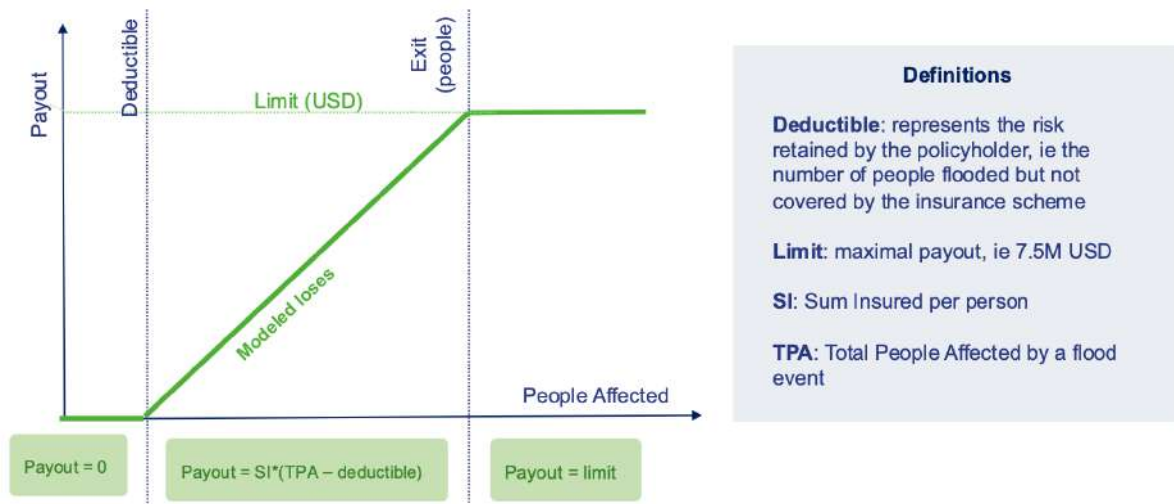 Payout
Deductible
Exit
(people)
Limit (USD)
Modeled loses
People Affected
Payout = 0
Payout = SI*(TPA – deductible)
Payout = limit
Definitions
Deductible: represents the risk
retained by the policyholder, ie the
number of people flooded but not
covered by the insurance scheme
Limit: maximal payout, ie 7.5M USD
SI: Sum Insured per person
TPA: Total People Affected by a flood
event